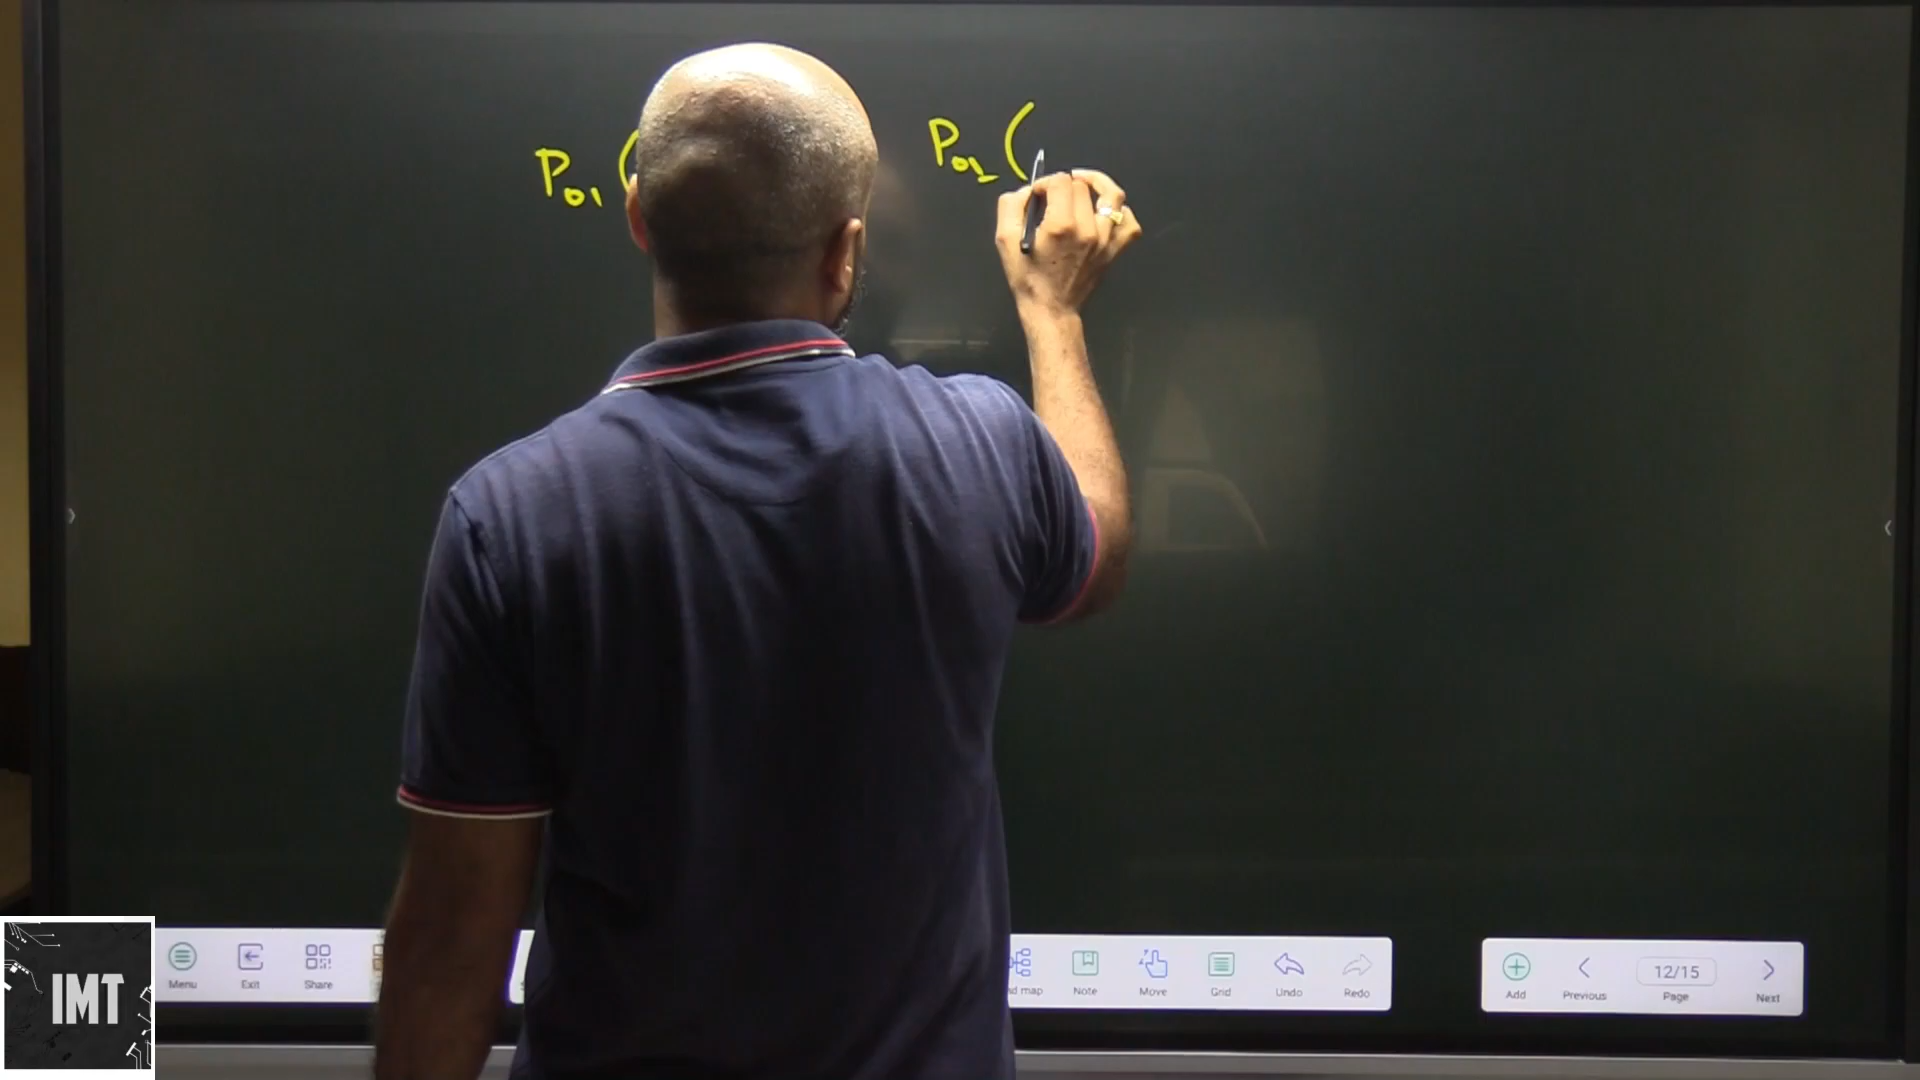 P01 ( P02 (
Menu Exit Share Note Move Grid Undo Redo Add Previous 12/15 Page Next
IMT